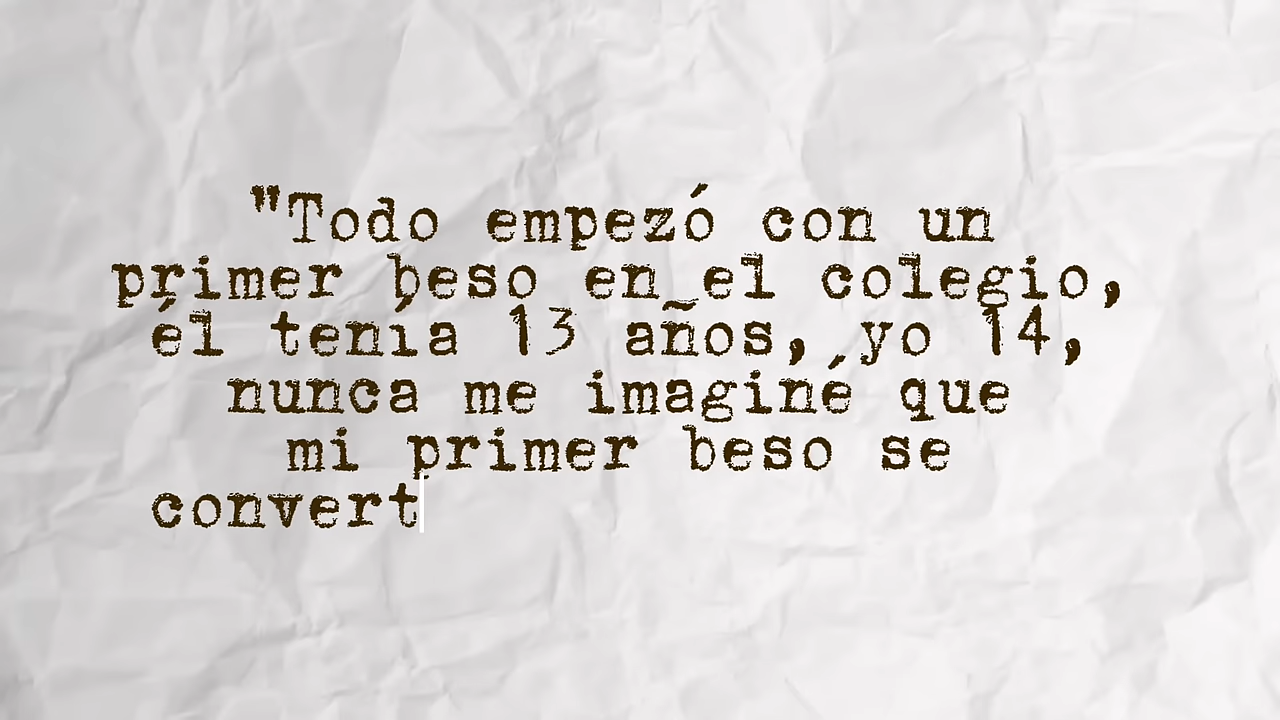 "Todo empezó con un
primer beso en el colegio,
él tenía 13 años, yo 14,
nunca me imaginé que
mi primer beso se
convert